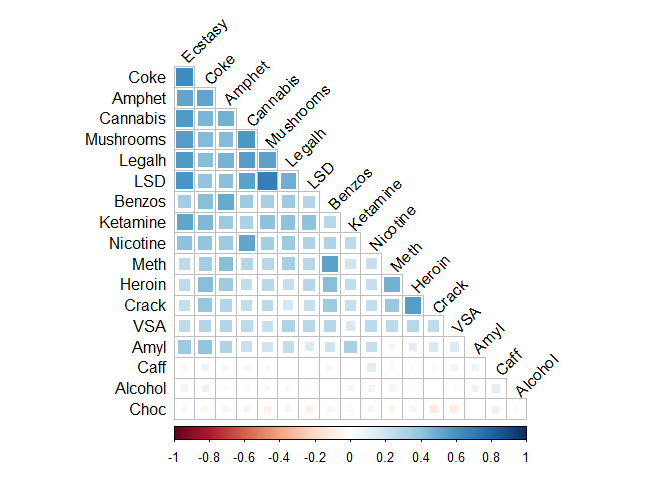 Ecstasy
Coke
Coke
Amphet
Amphet
Cannabis
Cannabis
Mushrooms
Mushrooms
Legalh
Legalh
LSD
LSD
Benzos
Benzos
Ketamine
Ketamine
Nicotine
Nicotine
Meth
Meth
Heroin
Heroin
Crack
Crack
VSA
VSA
Amyl
Amyl
Caff
Caff
Alcohol
Alcohol
Choc
-1 -0.8 -0.6 -0.4 -0.2 0 0.2 0.4 0.6 0.8 1